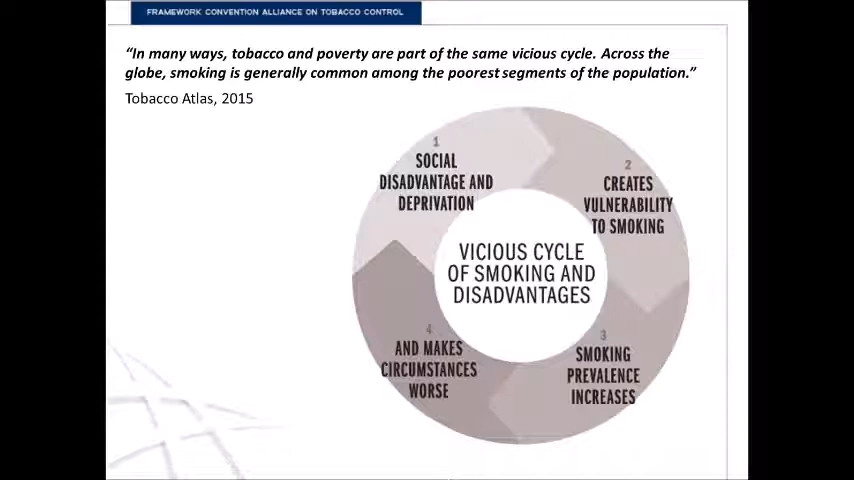 FRAMEWORK CONVENTION ALLIANCE ON TOBACCO CONTROL
“In many ways, tobacco and poverty are part of the same vicious cycle. Across the
globe, smoking is generally common among the poorest segments of the population.”
Tobacco Atlas, 2015
1
SOCIAL
DISADVANTAGE AND
DEPRIVATION
2
CREATES
VULNERABILITY
TO SMOKING
VICIOUS CYCLE
OF SMOKING AND
DISADVANTAGES
3
SMOKING
PREVALENCE
INCREASES
4
AND MAKES
CIRCUMSTANCES
WORSE